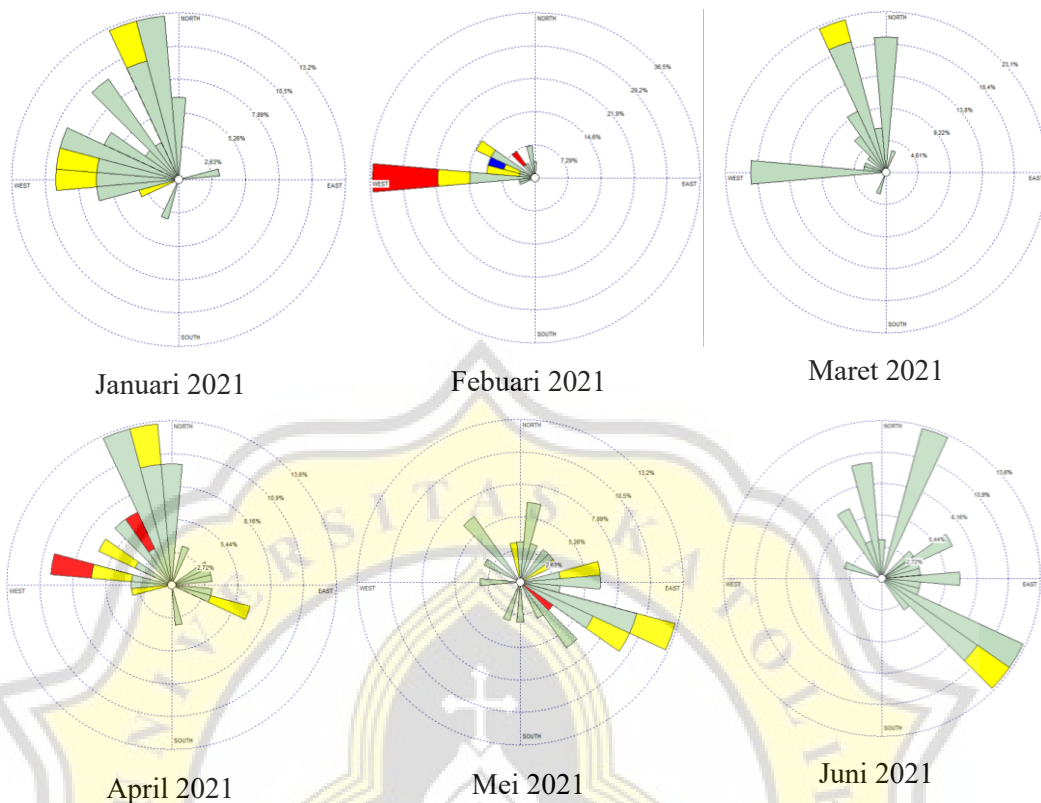 NORTH
13,2%
10,5%
7,89%
5,26%
2,63%
WEST
EAST
SOUTH
Januari 2021
NORTH
36,5%
29,2%
21,9%
14,6%
7,29%
WEST
EAST
SOUTH
Febuari 2021
NORTH
23,1%
18,4%
13,8%
9,22%
4,61%
WEST
EAST
SOUTH
Maret 2021
NORTH
13,6%
10,9%
8,16%
5,44%
2,72%
WEST
EAST
SOUTH
April 2021
NORTH
13,2%
10,5%
7,89%
5,26%
2,63%
WEST
EAST
SOUTH
Mei 2021
NORTH
13,6%
10,9%
8,16%
5,44%
2,72%
WEST
EAST
SOUTH
Juni 2021
NIVERSITAS KATOLI